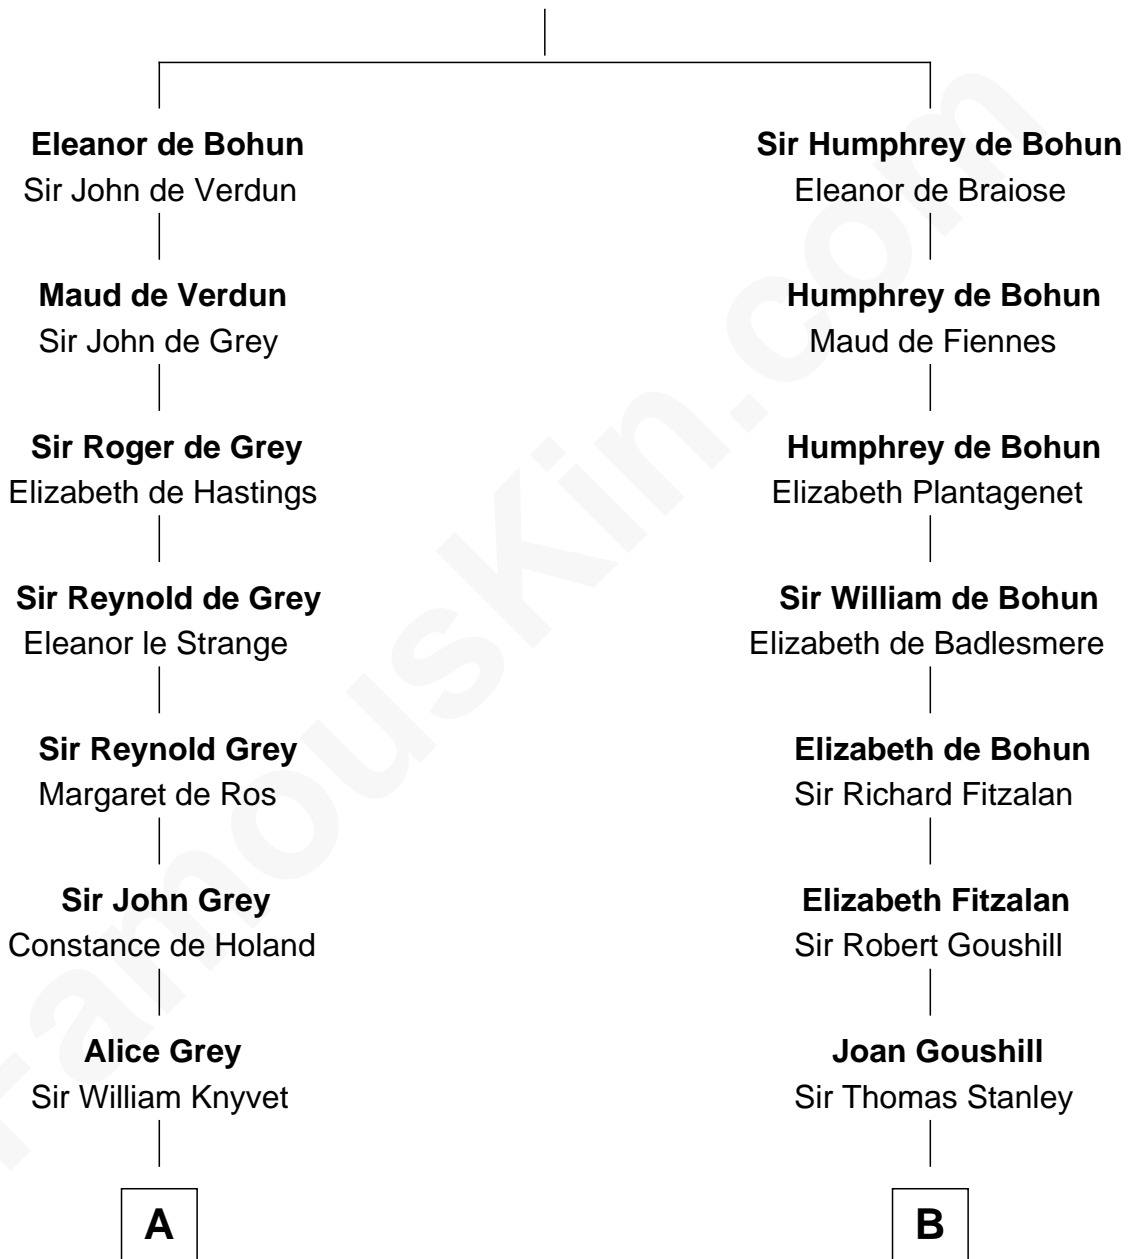 Eleanor de Bohun
Sir John de Verdun
Maud de Verdun
Sir John de Grey
Sir Roger de Grey
Elizabeth de Hastings
Sir Reynold de Grey
Eleanor le Strange
Sir Reynold Grey
Margaret de Ros
Sir John Grey
Constance de Holand
Alice Grey
Sir William Knyvet
A
Sir Humphrey de Bohun
Eleanor de Braiose
Humphrey de Bohun
Maud de Fiennes
Humphrey de Bohun
Elizabeth Plantagenet
Sir William de Bohun
Elizabeth de Badlesmere
Elizabeth de Bohun
Sir Richard Fitzalan
Elizabeth Fitzalan
Sir Robert Goushill
Joan Goushill
Sir Thomas Stanley
B
FamousKin.com